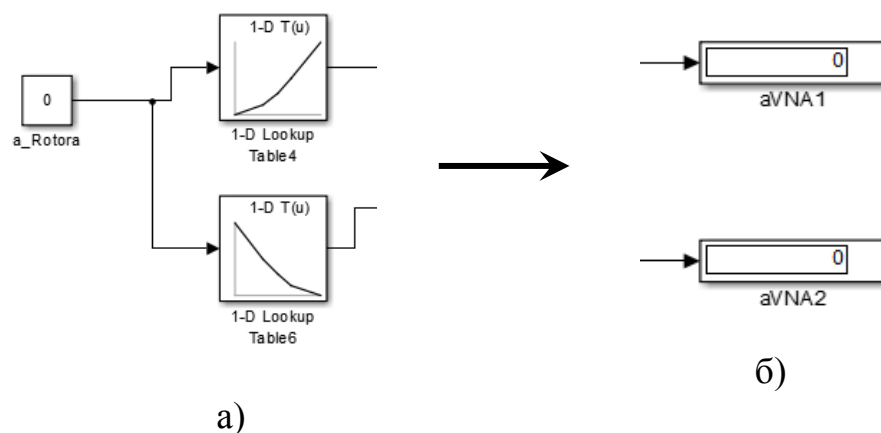 1-D T(u)
0
a_Rotora
1-D Lookup
Table4
1-D T(u)
1-D Lookup
Table6
а)
0
aVNA1
0
aVNA2
б)